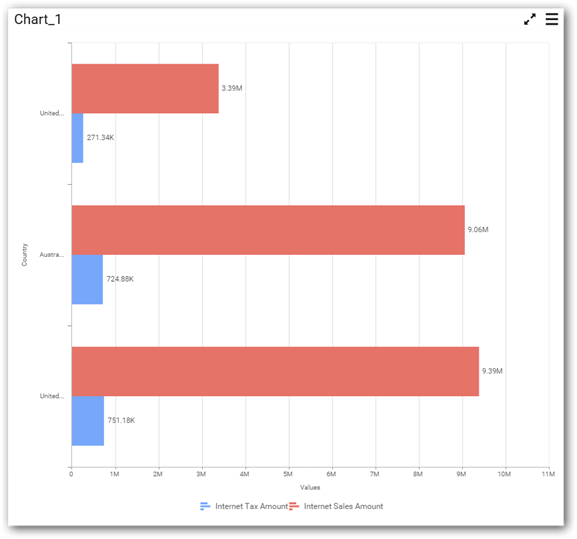 Chart_1
3.39M
United...
271.34K
9.06M
Country
Austra...
724.88K
9.39M
United...
751.18K
0 1M 2M 3M 4M 5M 6M 7M 8M 9M 10M 11M
Values
Internet Tax Amount Internet Sales Amount